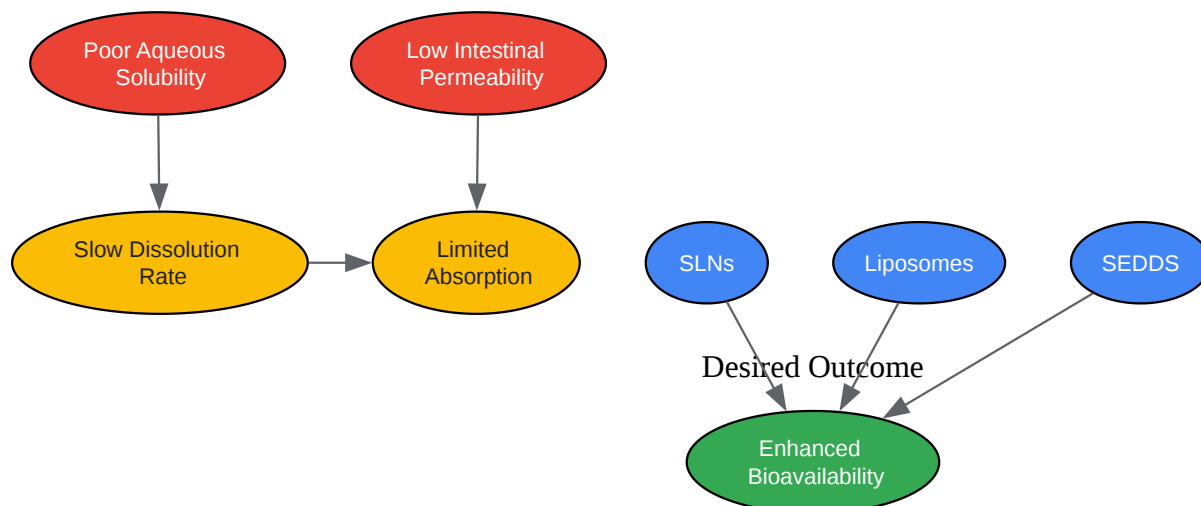 Poor Aqueous
Solubility
Low Intestinal
Permeability
Slow Dissolution
Rate
Limited
Absorption
SLNs
Liposomes
SEDDS
Desired Outcome
Enhanced
Bioavailability